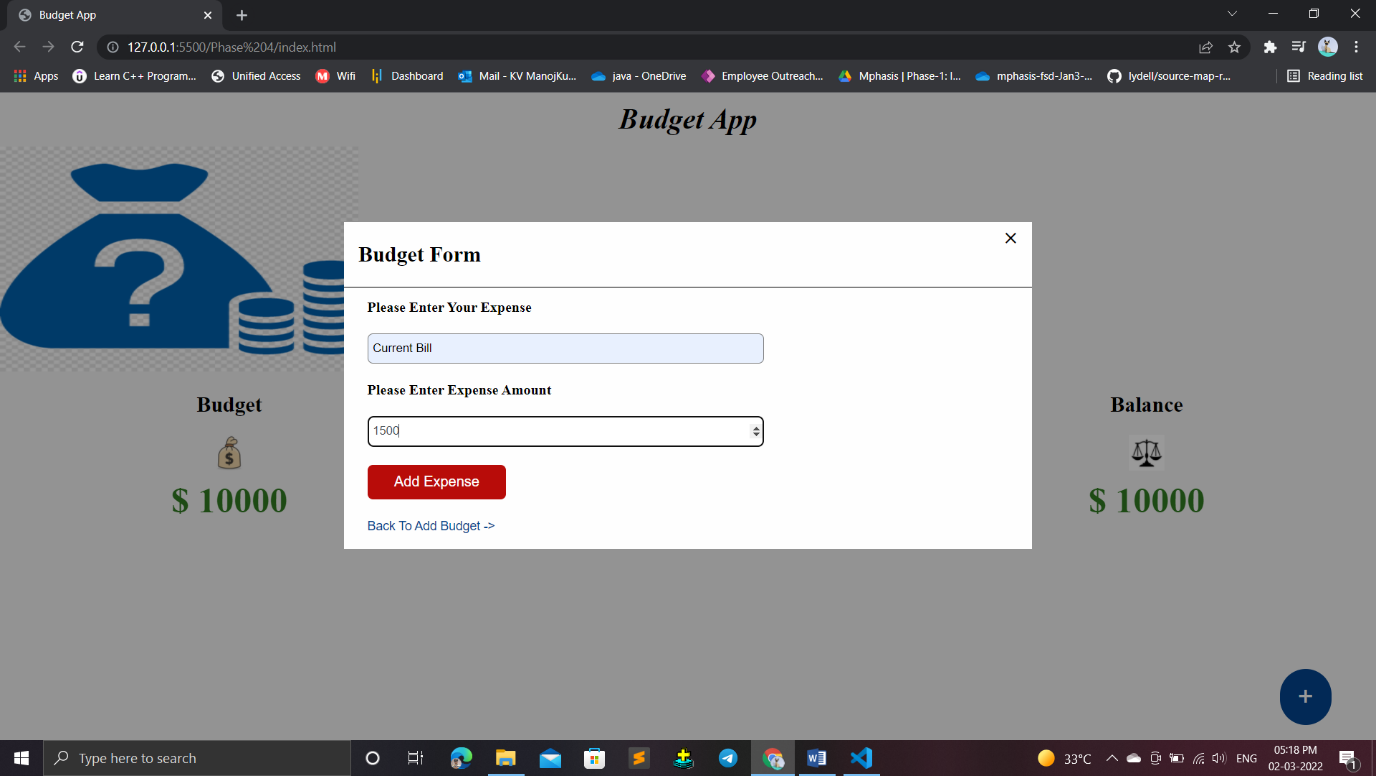 Budget App
127.0.0.1:5500/Phase%204/index.html
Apps
Learn C++ Program...
Unified Access
Wifi
Dashboard
Mail - KV ManojKu...
java - OneDrive
Employee Outreach...
Mphasis | Phase-1: I...
mphasis-fsd-Jan3-...
lydell/source-map-r...
Reading list
Budget App
Budget Form
Please Enter Your Expense
Current Bill
Please Enter Expense Amount
1500
Add Expense
Back To Add Budget ->
Budget
$ 10000
Balance
$ 10000
+
Type here to search
33°C
ENG
05:18 PM
02-03-2022
1